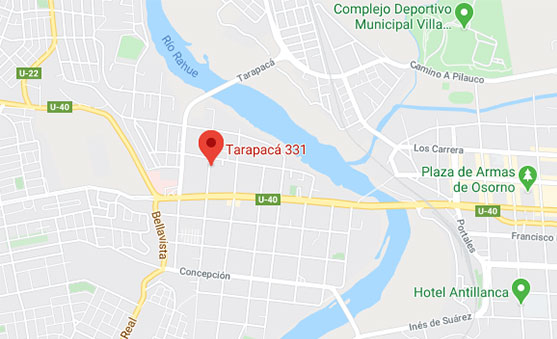 Complejo Deportivo
Municipal Villa...
Río Rahue
U-22
Tarapacá
Camino A Pilauco
U-40
Tarapacá 331
Los Carrera
Plaza de Armas
de Osorno
U-40
U-40
Bellavista
Portales
Francisco
Concepción
Hotel Antillanca
Real
Inés de Suárez